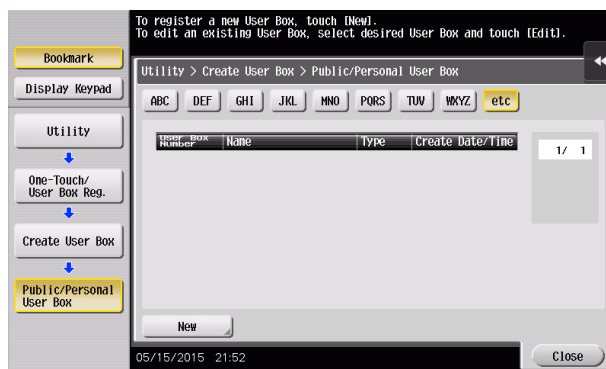 To register a new User Box, touch [New].
To edit an existing User Box, select desired User Box and touch [Edit].
Bookmark
Display Keypad
Utility
One-Touch/
User Box Reg.
Create User Box
Public/Personal
User Box
Utility > Create User Box > Public/Personal User Box
ABC DEF GHI JKL MNO PQRS TUV WXYZ etc
User Box
Number Name Type Create Date/Time
1/ 1
New
05/15/2015 21:52
Close